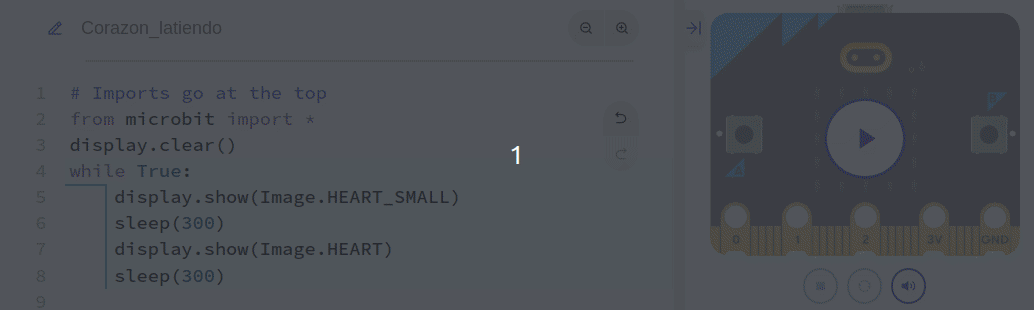 Corazon_latiendo
1 # Imports go at the top
2 from microbit import *
3 display.clear()
4 while True:
5 display.show(Image.HEART_SMALL)
6 sleep(300)
7 display.show(Image.HEART)
8 sleep(300)
9
1
B
A
0 1 2 3V GND